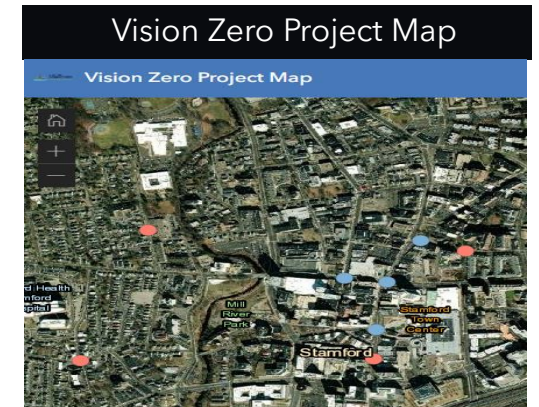 Vision Zero Project Map
Vision Zero Project Map
Mill
River
Park
Stamford
Town
Center
Stamford